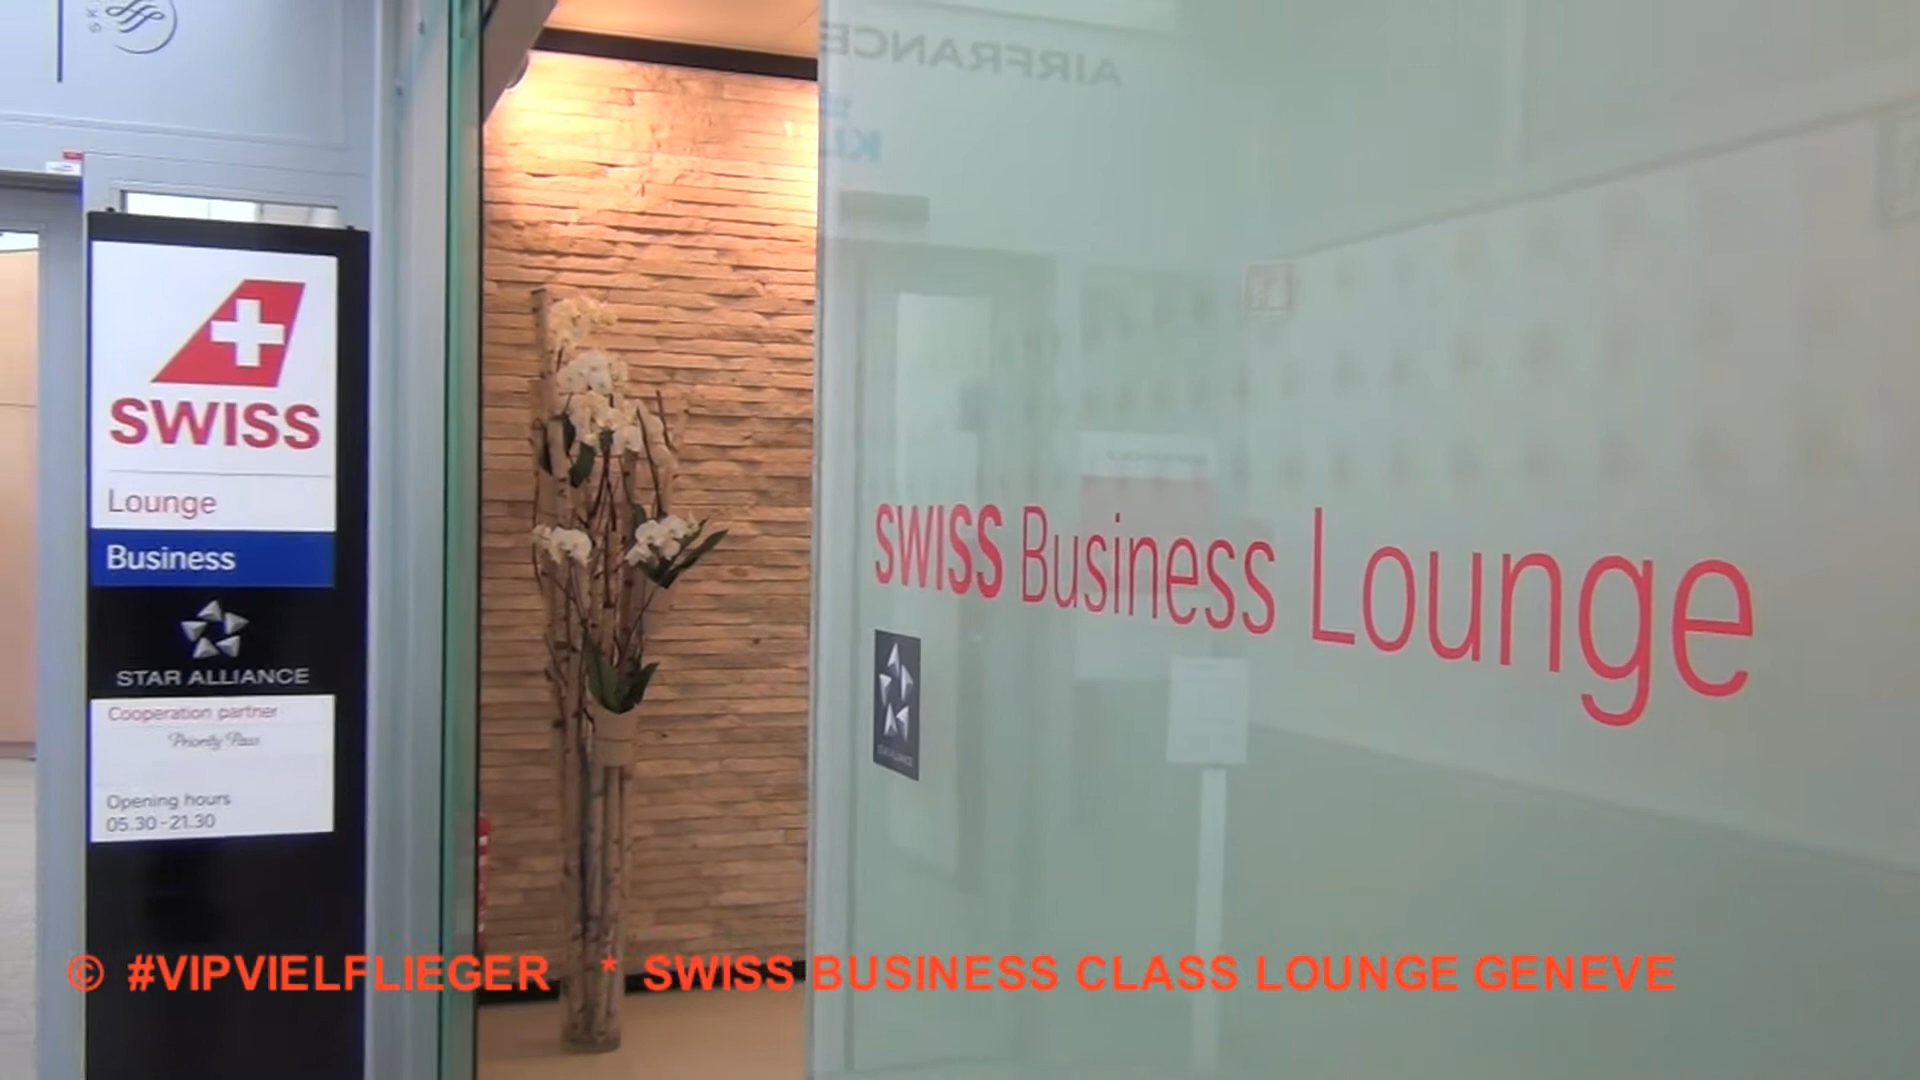 SWISS
Lounge
Business
STAR ALLIANCE
Cooperation partner
Priority Pass
Opening hours
05.30-21.30
AIRFRANCE
SWISS Business Lounge
© #VIPVIELFLIEGER * SWISS BUSINESS CLASS LOUNGE GENEVE